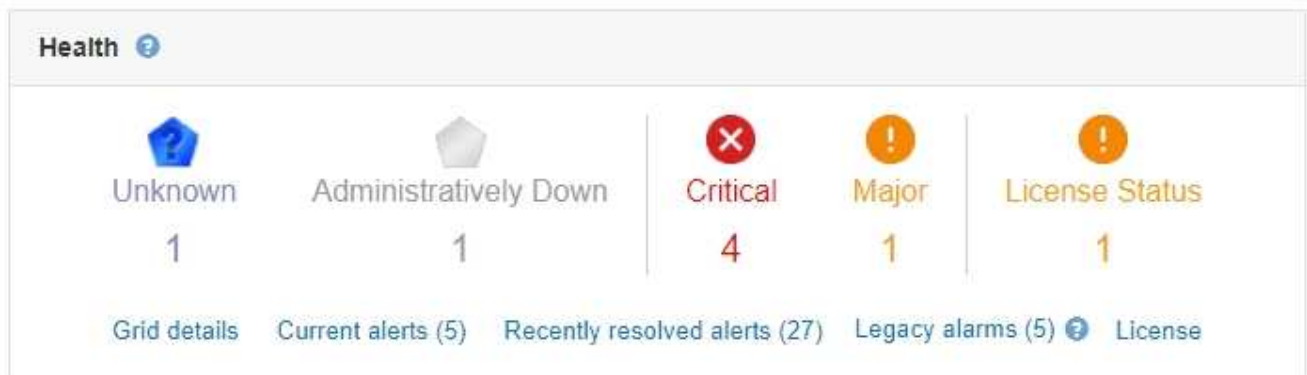 Health
Unknown Administratively Down Critical Major License Status
1 1 4 1 1
Grid details Current alerts (5) Recently resolved alerts (27) Legacy alarms (5) License